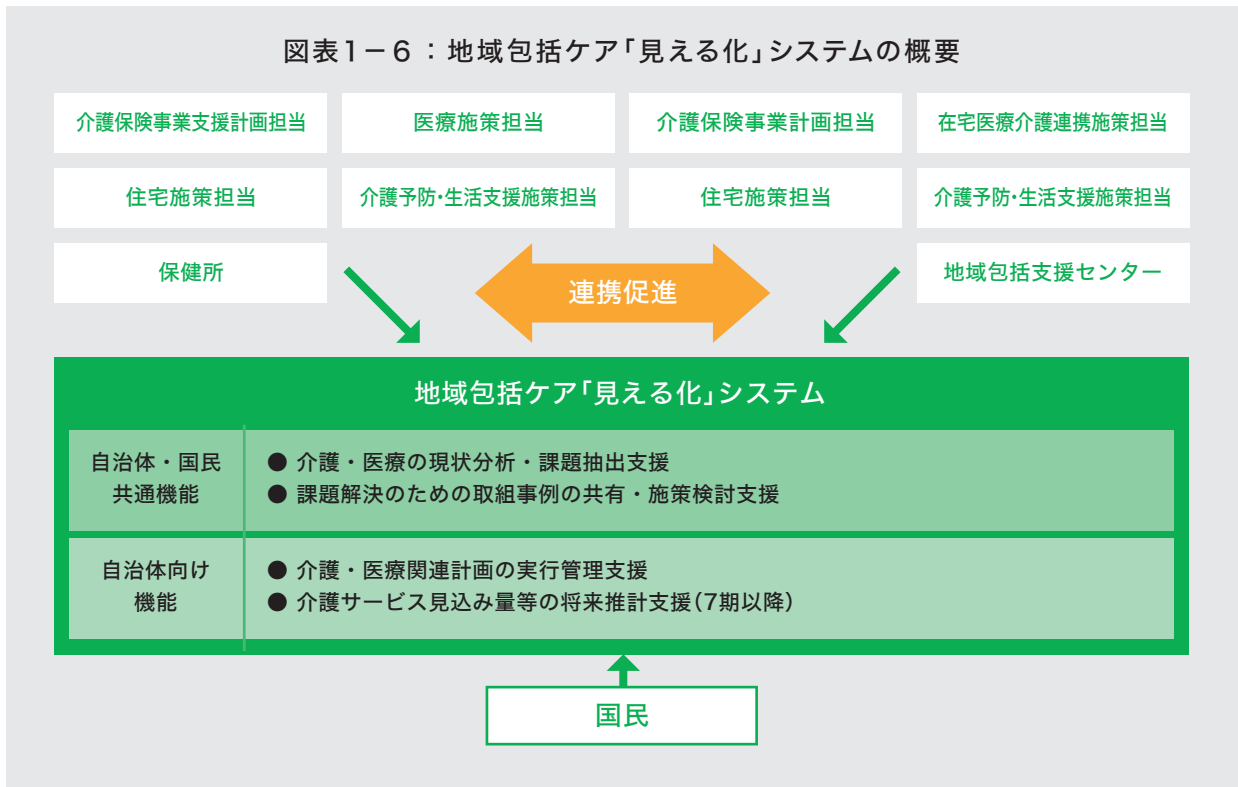 図表1－6：地域包括ケア「見える化」システムの概要
介護保険事業支援計画担当
医療施策担当
介護保険事業計画担当
在宅医療介護連携施策担当
住宅施策担当
介護予防・生活支援施策担当
住宅施策担当
介護予防・生活支援施策担当
保健所
連携促進
地域包括支援センター
地域包括ケア「見える化」システム
自治体・国民
共通機能
● 介護・医療の現状分析・課題抽出支援
● 課題解決のための取組事例の共有・施策検討支援
自治体向け
機能
● 介護・医療関連計画の実行管理支援
● 介護サービス見込み量等の将来推計支援(7期以降)
国民